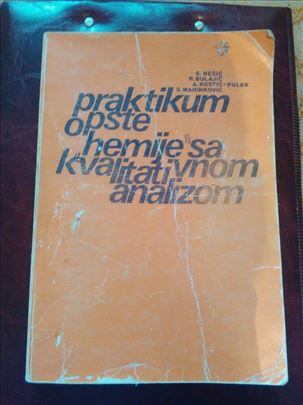 S. NEŠIĆ
R. BULAJIĆ
A. KOSTIĆ-PULEK
S. MARINKOVIĆ
praktikum
opšte
hemije sa
kvalitativnom
analizom